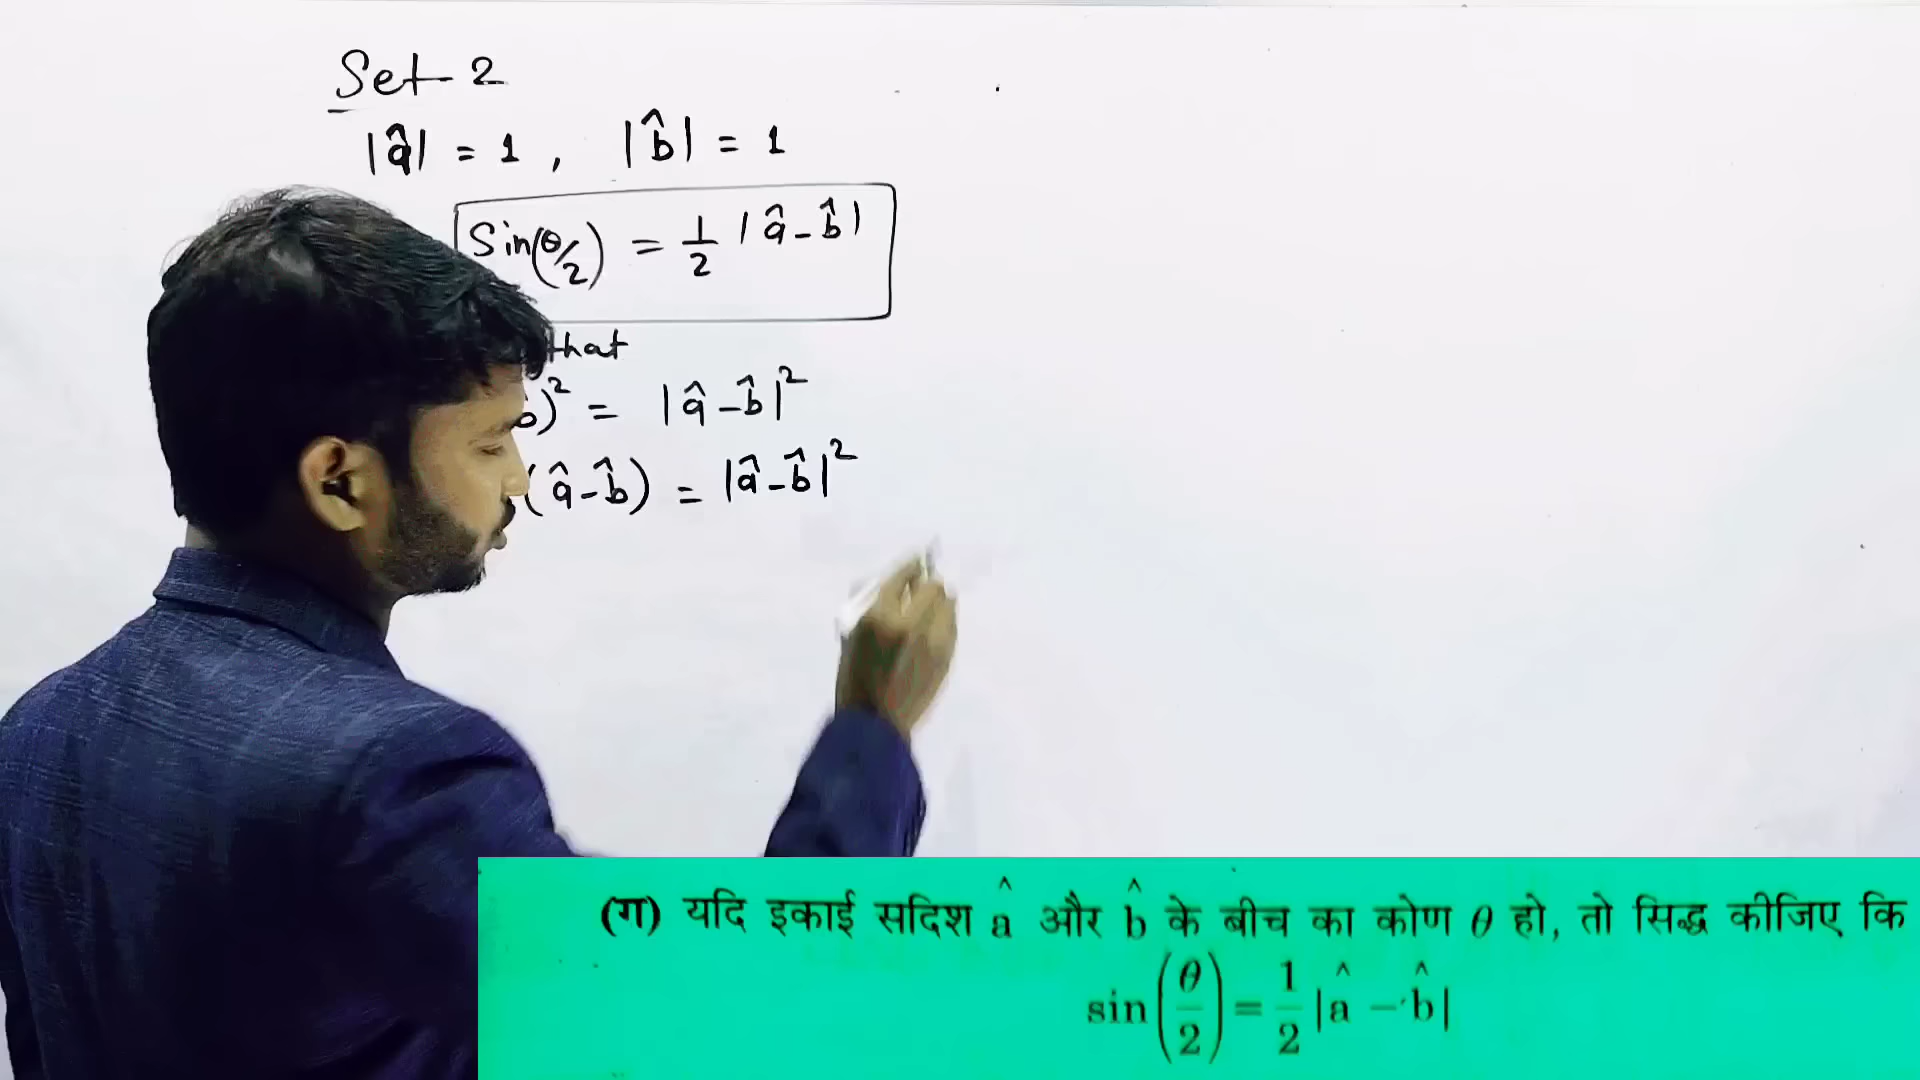 Set-2
|â| = 1 , |b̂| = 1
Sin(θ/2) = 1/2 |â-b̂|
that
)² = |â-b̂|²
(â-b̂) = |â-b̂|²
(ग) यदि इकाई सदिश â और b̂ के बीच का कोण θ हो, तो सिद्ध कीजिए कि
sin(θ/2) = 1/2 |â - b̂|